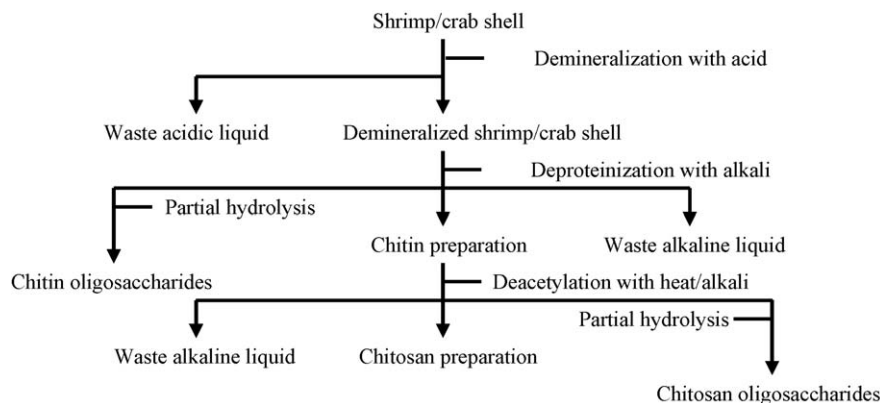 Shrimp/crab shell
Demineralization with acid
Waste acidic liquid
Demineralized shrimp/crab shell
Deproteinization with alkali
Partial hydrolysis
Chitin preparation
Waste alkaline liquid
Chitin oligosaccharides
Deacetylation with heat/alkali
Partial hydrolysis
Waste alkaline liquid
Chitosan preparation
Chitosan oligosaccharides